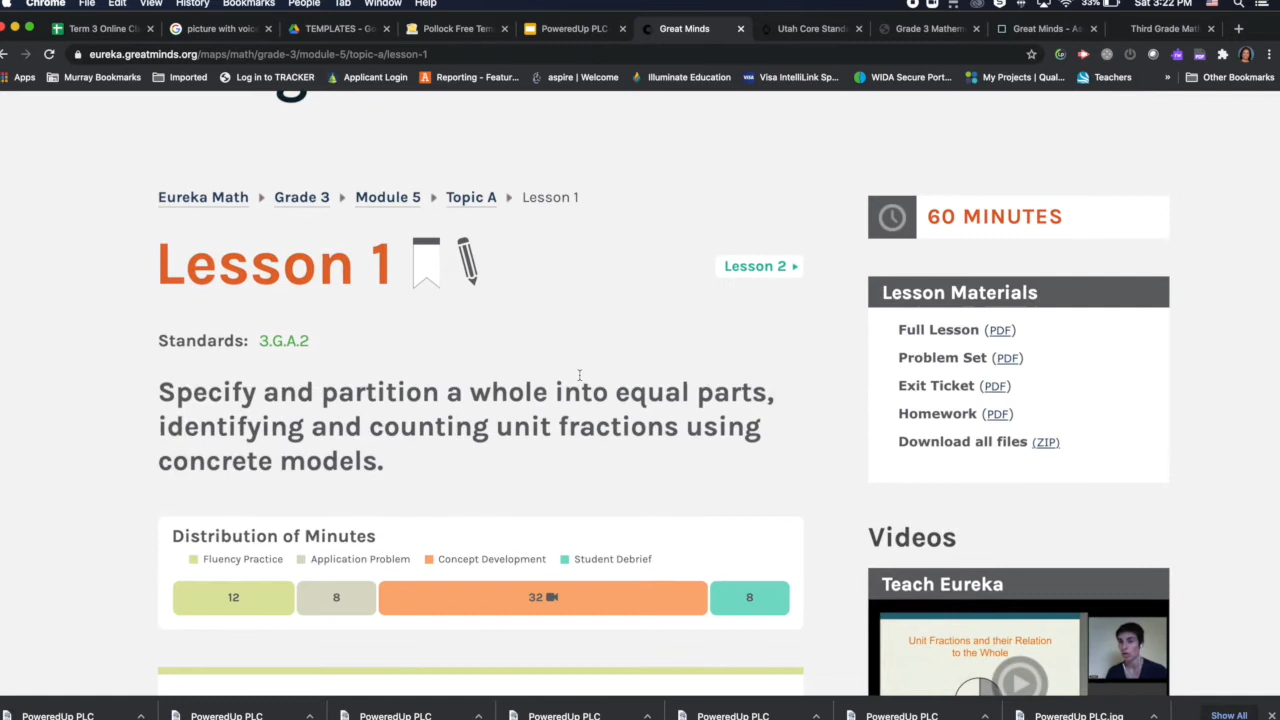 Chrome File Edit View History Bookmarks People Tab Window Help
33% Sat 3:22 PM
Term 3 Online Cl
picture with voice
TEMPLATES - Go
Pollock Free Tem
PoweredUp PLC
Great Minds
Utah Core Stand
Grade 3 Mathem
Great Minds - As
Third Grade Math
eureka.greatminds.org/maps/math/grade-3/module-5/topic-a/lesson-1
Apps Murray Bookmarks Imported Log in to TRACKER Applicant Login Reporting - Featur... aspire | Welcome Illuminate Education Visa IntelliLink Sp... WIDA Secure Port... My Projects | Qual... Teachers » Other Bookmarks
Eureka Math Grade 3 Module 5 Topic A Lesson 1
Lesson 1
Lesson 2
Standards: 3.G.A.2
Specify and partition a whole into equal parts,
identifying and counting unit fractions using
concrete models.
Distribution of Minutes
Fluency Practice Application Problem Concept Development Student Debrief
12 8 32 8
60 MINUTES
Lesson Materials
Full Lesson (PDF)
Problem Set (PDF)
Exit Ticket (PDF)
Homework (PDF)
Download all files (ZIP)
Videos
Teach Eureka
Unit Fractions and their Relation
to the Whole
PoweredUp PLC PoweredUp PLC PoweredUp PLC PoweredUp PLC PoweredUp PLC PoweredUp PLC PoweredUp PLC.jpg Show All